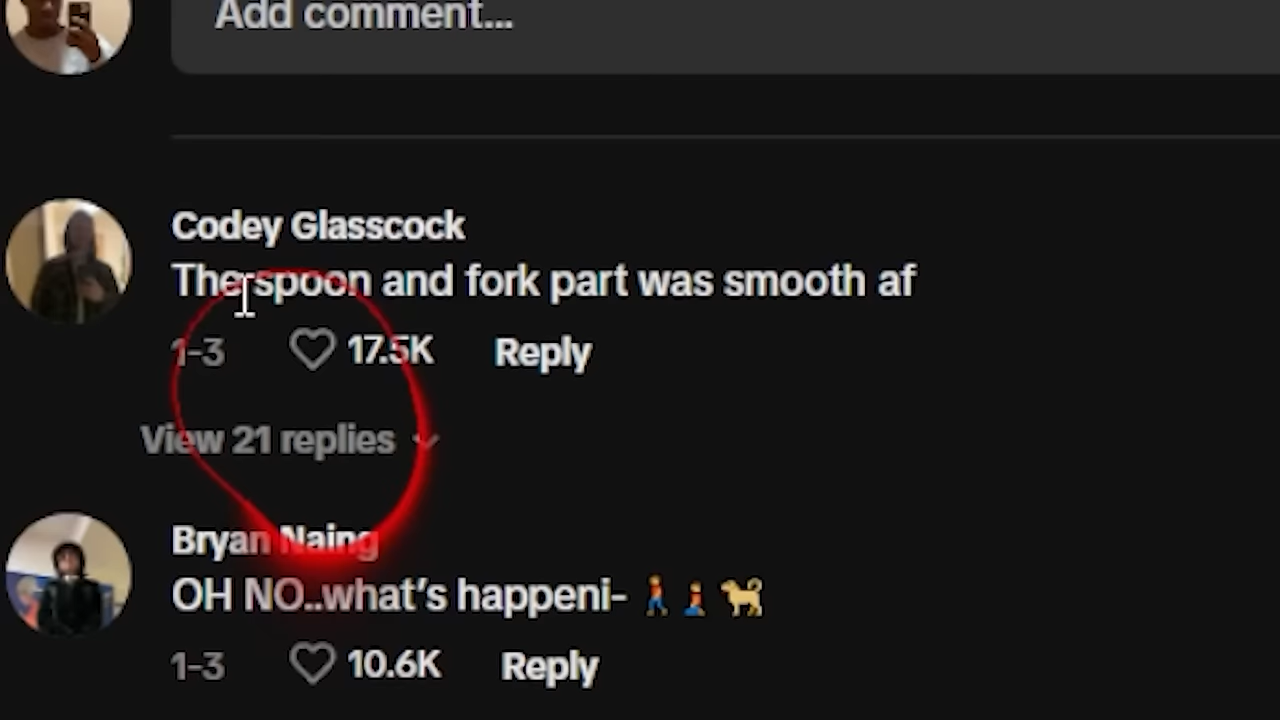 Add comment...
Codey Glasscock
The spoon and fork part was smooth af
1-3 17.5K Reply
View 21 replies
Bryan Naing
OH NO..what's happeni- 🚶🧎🐕
1-3 10.6K Reply